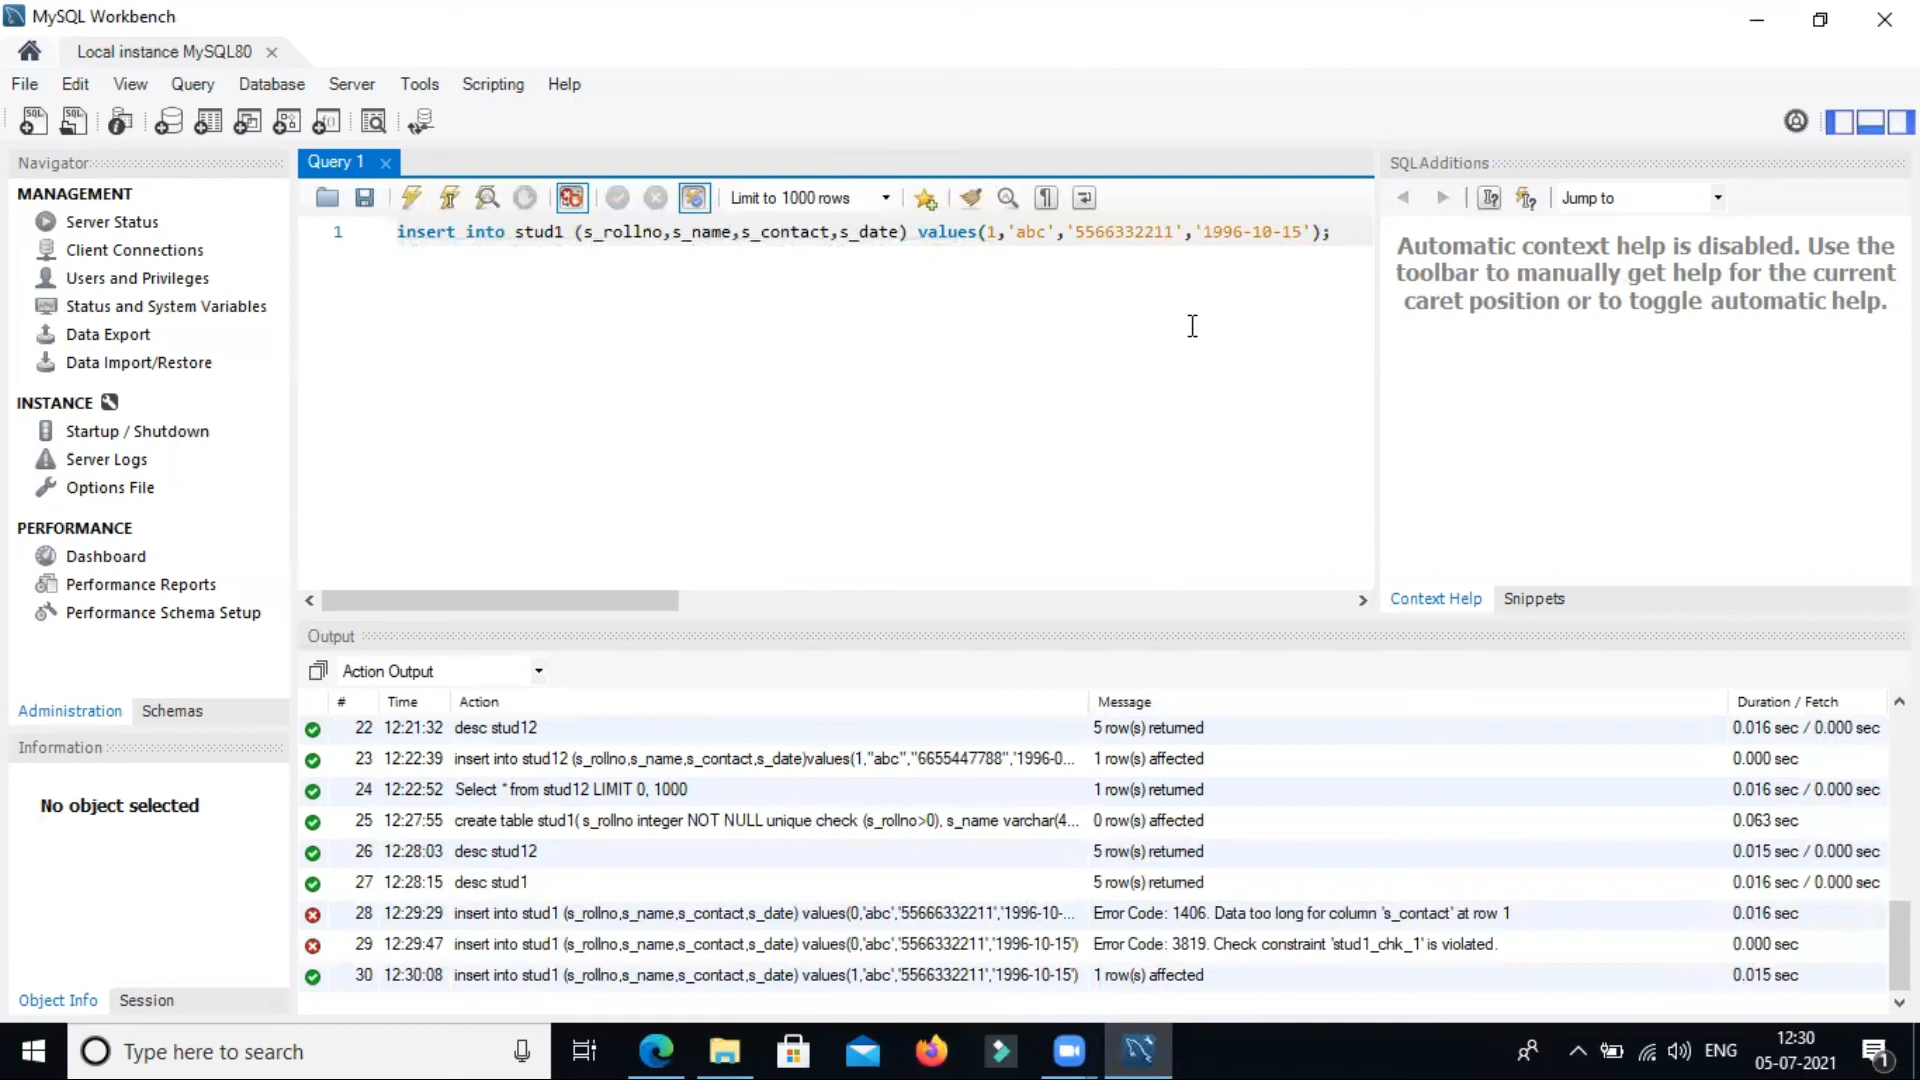 MySQL Workbench
Local instance MySQL80
File Edit View Query Database Server Tools Scripting Help
Navigator
MANAGEMENT
Server Status
Client Connections
Users and Privileges
Status and System Variables
Data Export
Data Import/Restore
INSTANCE
Startup / Shutdown
Server Logs
Options File
PERFORMANCE
Dashboard
Performance Reports
Performance Schema Setup
Administration Schemas
Information
No object selected
Object Info Session
Query 1
Limit to 1000 rows
1 insert into stud1 (s_rollno,s_name,s_contact,s_date) values(1,'abc','5566332211','1996-10-15');
SQLAdditions
Jump to
Automatic context help is disabled. Use the
toolbar to manually get help for the current
caret position or to toggle automatic help.
Context Help Snippets
Output
Action Output
# Time Action Message Duration / Fetch
22 12:21:32 desc stud12 5 row(s) returned 0.016 sec / 0.000 sec
23 12:22:39 insert into stud12 (s_rollno,s_name,s_contact,s_date)values(1,"abc","6655447788",'1996-0... 1 row(s) affected 0.000 sec
24 12:22:52 Select * from stud12 LIMIT 0, 1000 1 row(s) returned 0.016 sec / 0.000 sec
25 12:27:55 create table stud1( s_rollno integer NOT NULL unique check (s_rollno>0), s_name varchar(4... 0 row(s) affected 0.063 sec
26 12:28:03 desc stud12 5 row(s) returned 0.015 sec / 0.000 sec
27 12:28:15 desc stud1 5 row(s) returned 0.016 sec / 0.000 sec
28 12:29:29 insert into stud1 (s_rollno,s_name,s_contact,s_date) values(0,'abc','55666332211','1996-10-... Error Code: 1406. Data too long for column 's_contact' at row 1 0.016 sec
29 12:29:47 insert into stud1 (s_rollno,s_name,s_contact,s_date) values(0,'abc','5566332211','1996-10-15') Error Code: 3819. Check constraint 'stud1_chk_1' is violated. 0.000 sec
30 12:30:08 insert into stud1 (s_rollno,s_name,s_contact,s_date) values(1,'abc','5566332211','1996-10-15') 1 row(s) affected 0.015 sec
Type here to search
ENG
12:30
05-07-2021
1